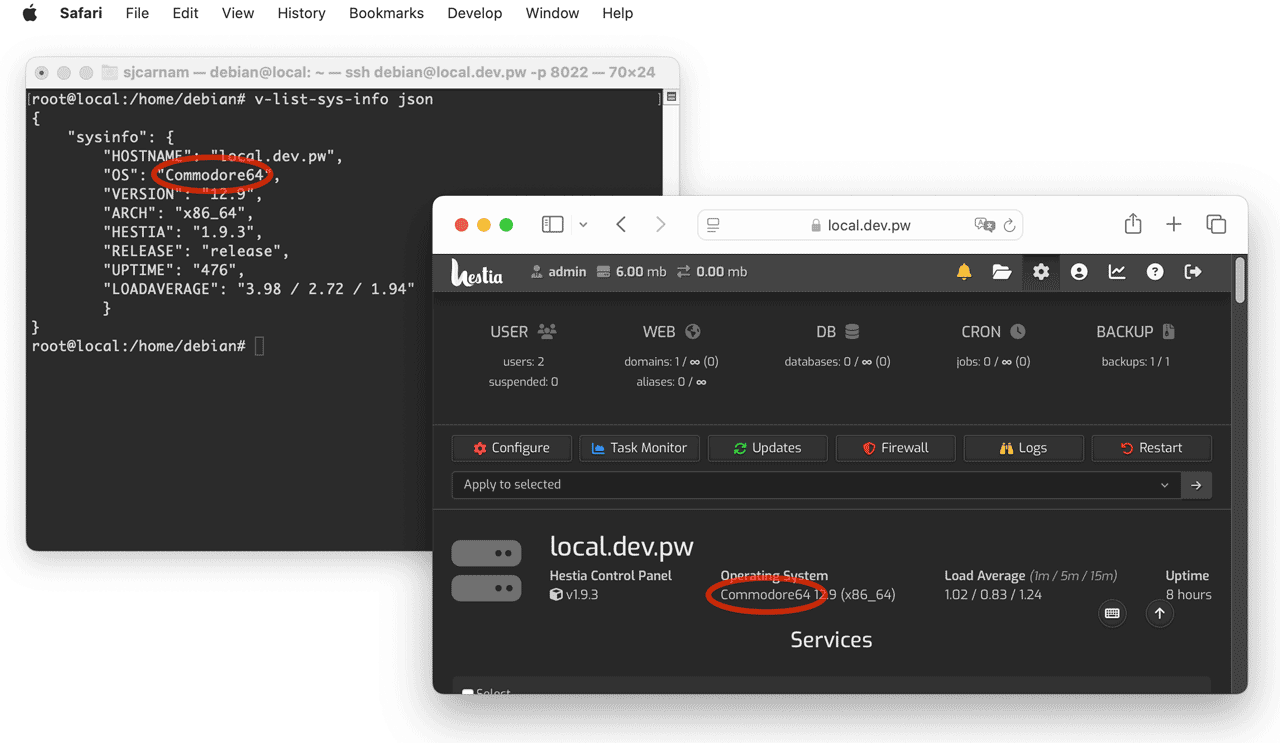 Safari File Edit View History Bookmarks Develop Window Help
sjcarnam — debian@local: ~ — ssh debian@local.dev.pw -p 8022 — 70×24
[root@local:/home/debian# v-list-sys-info json ]
{
"sysinfo": {
"HOSTNAME": "local.dev.pw",
"OS": "Commodore64",
"VERSION": "12.9",
"ARCH": "x86_64",
"HESTIA": "1.9.3",
"RELEASE": "release",
"UPTIME": "476",
"LOADAVERAGE": "3.98 / 2.72 / 1.94"
}
}
root@local:/home/debian#
local.dev.pw
hestia admin 6.00 mb 0.00 mb
USER WEB DB CRON BACKUP
users: 2 domains: 1 / ∞ (0) databases: 0 / ∞ (0) jobs: 0 / ∞ (0) backups: 1 / 1
suspended: 0 aliases: 0 / ∞
Configure Task Monitor Updates Firewall Logs Restart
Apply to selected
local.dev.pw
Hestia Control Panel Operating System Load Average (1m / 5m / 15m) Uptime
v1.9.3 Commodore64 12.9 (x86_64) 1.02 / 0.83 / 1.24 8 hours
Services
Select